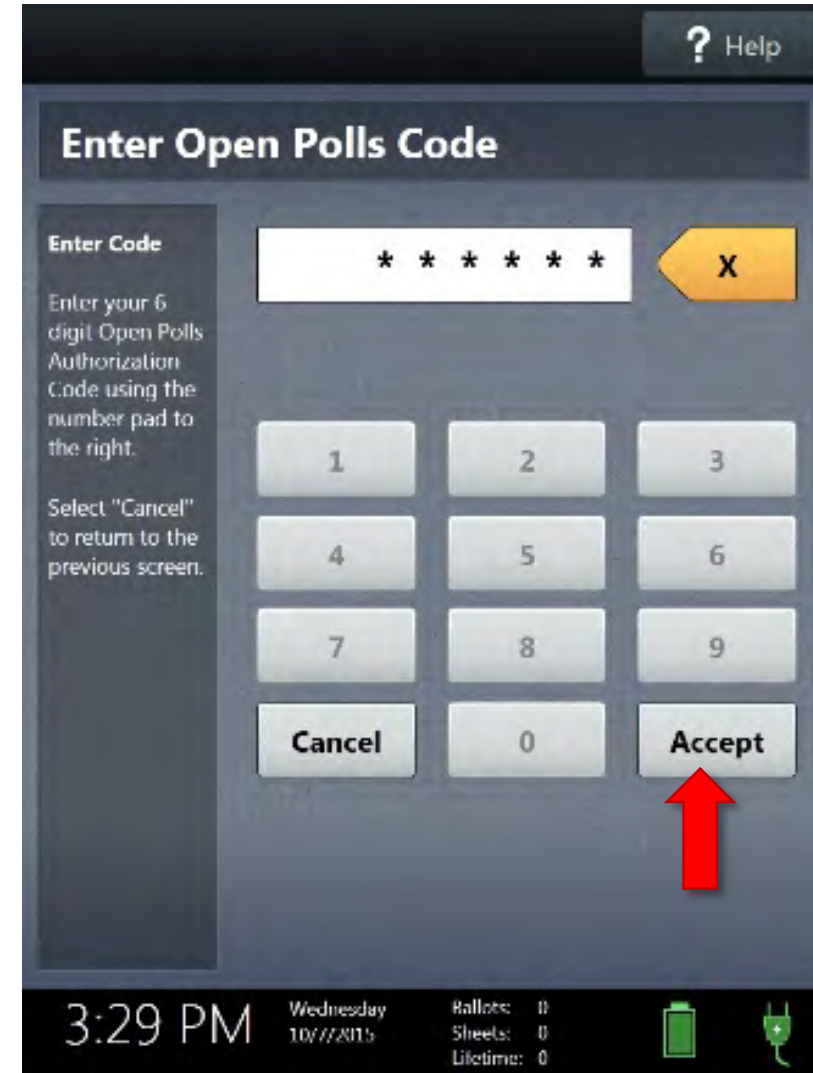 ? Help
Enter Open Polls Code
Enter Code
Enter your 6
digit Open Polls
Authorization
Code using the
number pad to
the right.
Select "Cancel"
to return to the
previous screen.
* * * * * *
X
1 2 3
4 5 6
7 8 9
Cancel 0 Accept
3:29 PM
Wednesday
10/7/2015
Ballots: 0
Sheets: 0
Lifetime: 0